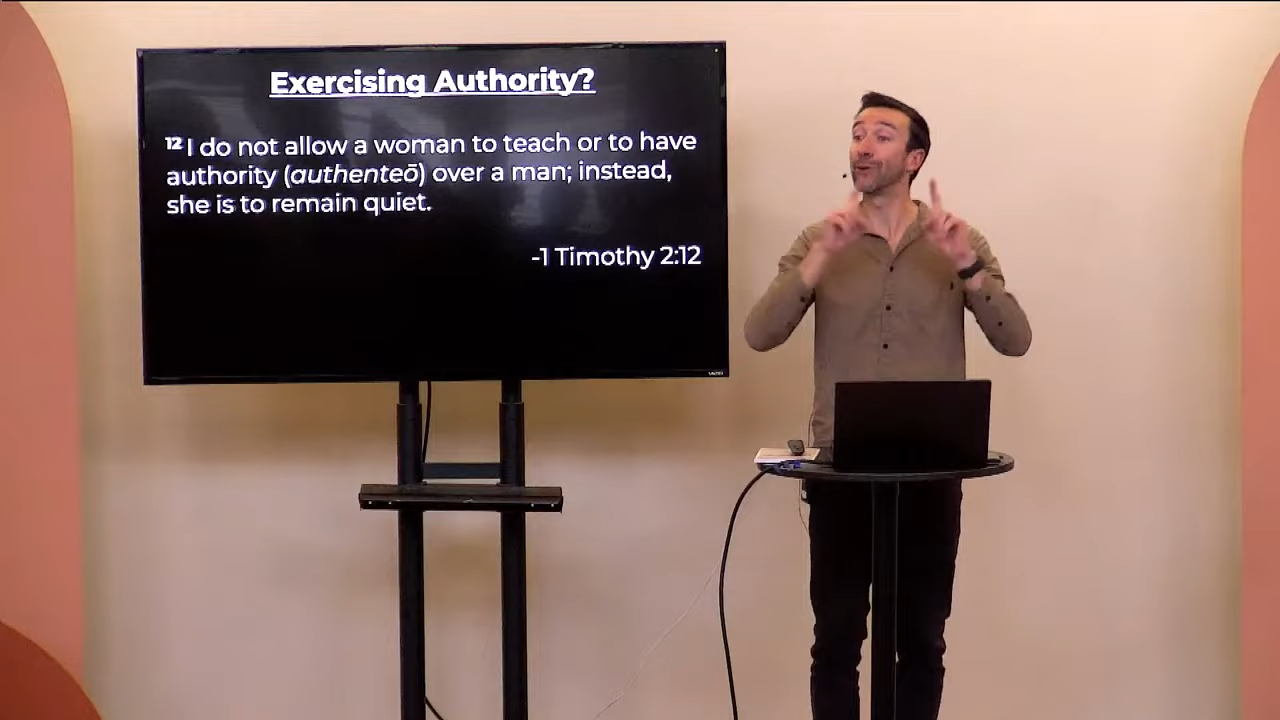 Exercising Authority?
¹² I do not allow a woman to teach or to have
authority (authenteō) over a man; instead,
she is to remain quiet.
-1 Timothy 2:12